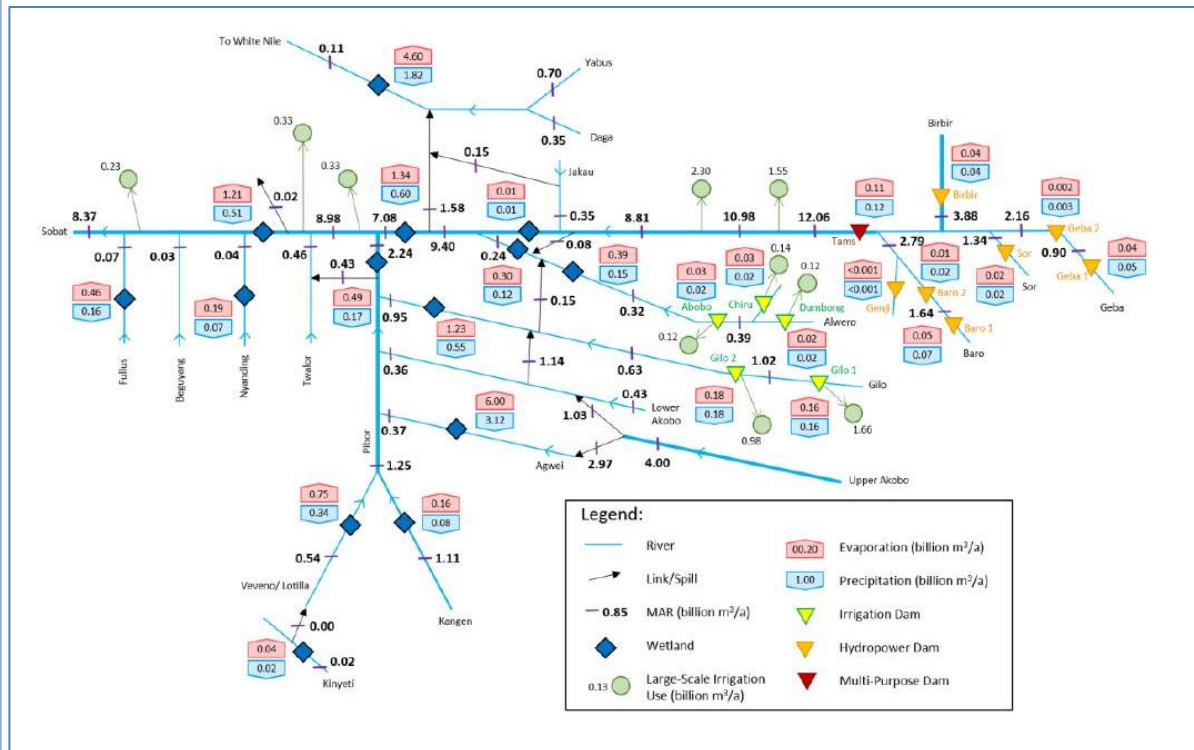 To White Nile
0.11
4.60
1.82
0.70
Yabus
0.35
Daga
0.33
0.23
0.33
0.15
Jakau
Birbir
1.21
0.51
0.02
1.34
0.60
0.01
0.01
2.30
1.55
0.11
0.12
0.04
0.04
Birbir
0.002
0.003
8.37
8.98
7.08
1.58
9.40
0.35
8.81
10.98
12.06
3.88
2.16
Geba 2
Sobat
Tams
0.07
0.03
0.04
0.46
2.24
0.24
0.08
2.79
1.34
0.90
0.04
0.05
Sor
Geba 1
0.43
0.30
0.12
0.39
0.15
0.03
0.02
0.03
0.02
0.14
0.12
<0.001
<0.001
0.01
0.02
0.02
0.02
Sor
Geba
0.46
0.16
0.19
0.07
0.49
0.17
0.95
0.15
0.32
Abobo
Chiru
Dumbong
Alwero
0.39
0.12
Genji
Baro 2
1.64
Baro 1
Baro
1.23
0.55
0.02
0.02
0.05
0.07
Fullus
Beguyang
Nyanding
Twalor
0.36
1.14
0.63
Gilo 2
1.02
Gilo 1
Gilo
0.43
Lower
Akobo
0.18
0.18
0.16
0.16
6.00
3.12
1.03
0.98
1.66
0.37
Pibor
Agwei
2.97
4.00
Upper Akobo
1.25
0.75
0.34
0.16
0.08
0.54
1.11
Veveno/ Lotilla
Kangen
0.00
0.04
0.02
0.02
Kinyeti
Legend:
River
Link/Spill
0.85 MAR (billion m³/a)
Wetland
0.13 Large-Scale Irrigation
Use (billion m³/a)
00.20 Evaporation (billion m³/a)
1.00 Precipitation (billion m³/a)
Irrigation Dam
Hydropower Dam
Multi-Purpose Dam